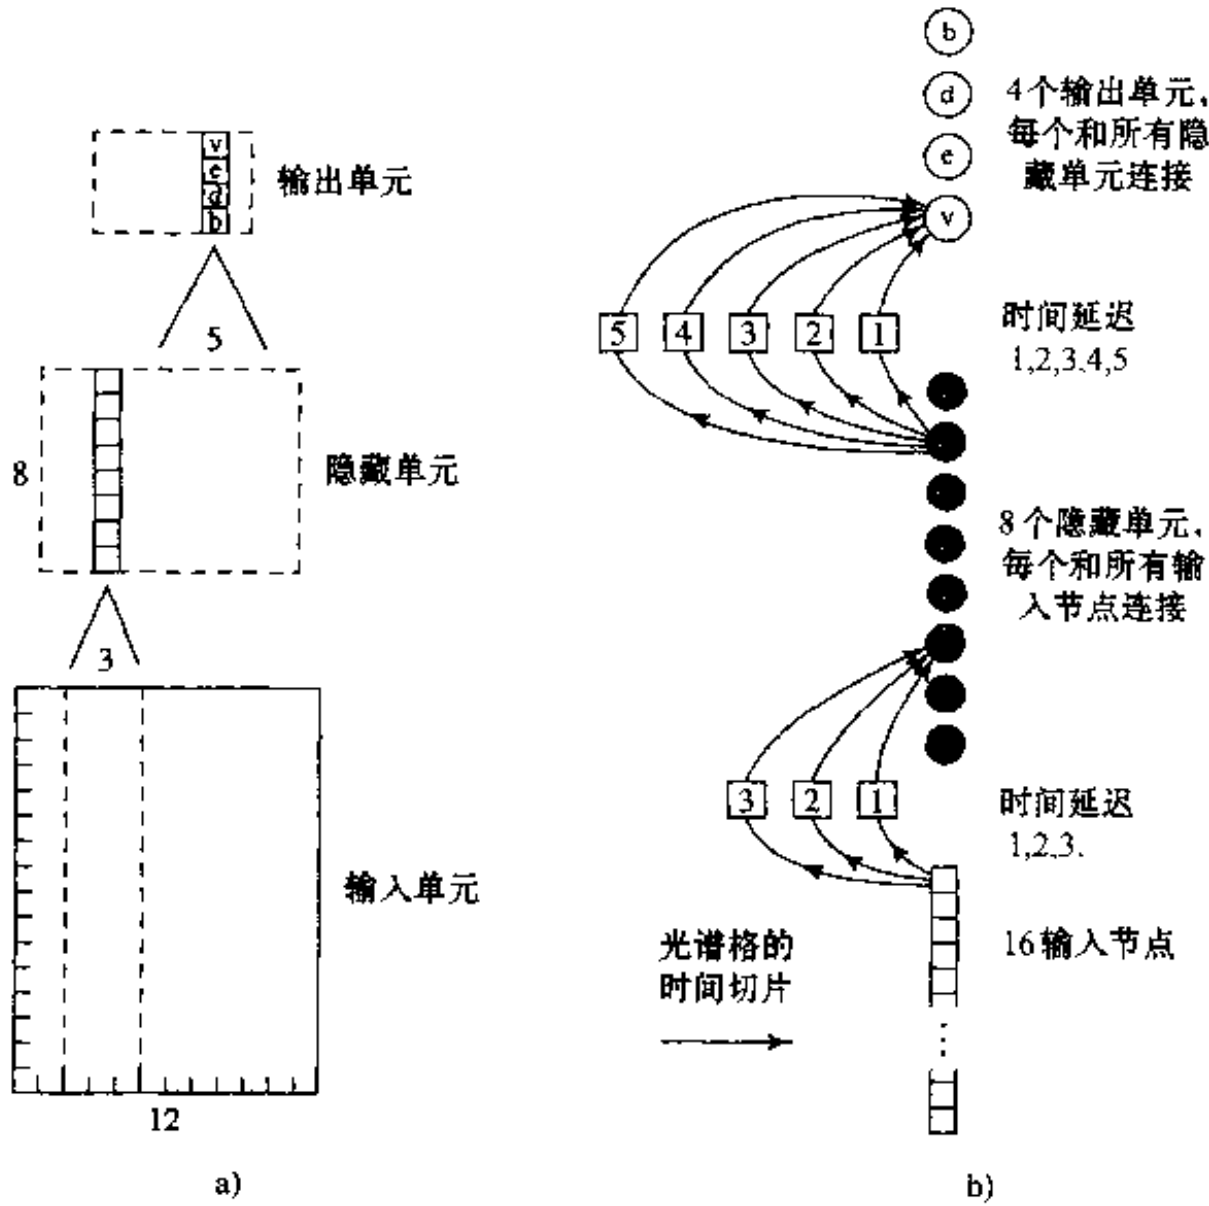 v
e
d
b
输出单元
5
8
隐藏单元
3
输入单元
12
a)
b
d
e
v
4个输出单元,
每个和所有隐
藏单元连接
5
4
3
2
1
时间延迟
1,2,3.4,5
8个隐藏单元,
每个和所有输
入节点连接
3
2
1
时间延迟
1,2,3.
光谱格的
时间切片
16输入节点
b)